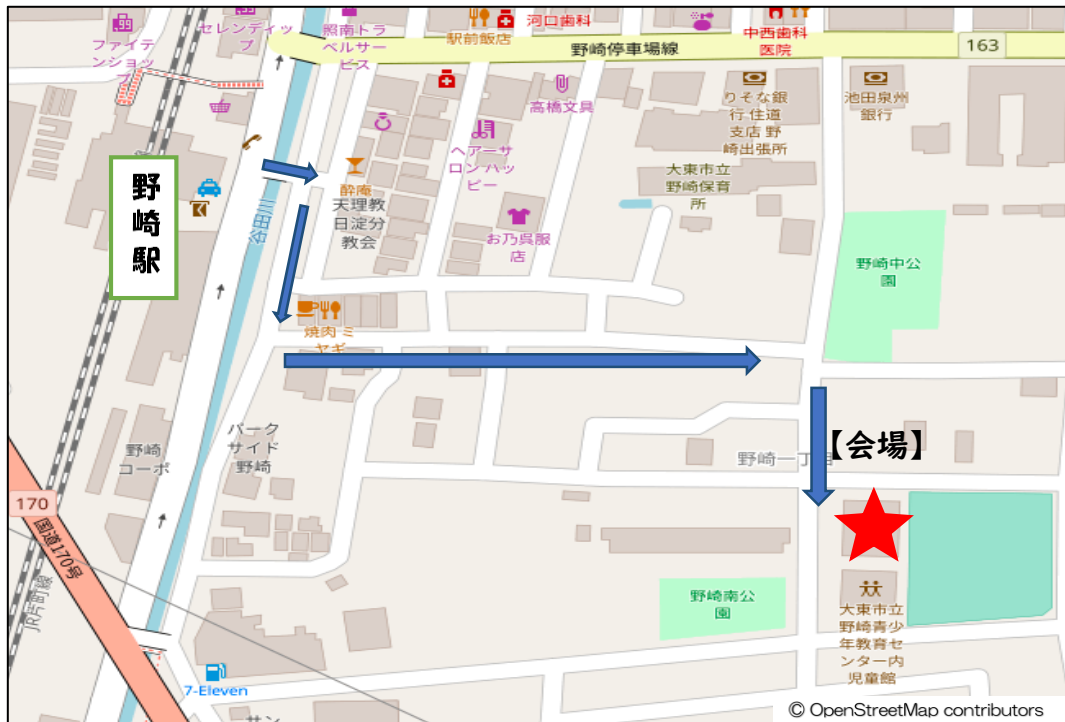 ファイテ
ンショッ
プ
セレンディッ
プ
照南トラ
ベルサー
ビス
駅前飯店
河口歯科
野崎停車場線
中西歯科
医院
163
高橋文具
りそな銀
行 住道
支店 野
崎出張所
池田泉州
銀行
ヘアーサ
ロン ハッ
ピー
大東市立
野崎保育
所
野
崎
駅
谷田川
酔庵
天理教
日淀分
教会
お乃呉服
店
野崎中公
園
焼肉 ミ
ヤギ
パーク
サイド
野崎
野崎
コーポ
【会場】
野崎一丁目
170
国道170号
JR片町線
野崎南公
園
大東市立
野崎青少
年教育セ
ンター内
児童館
7-Eleven
サン
© OpenStreetMap contributors